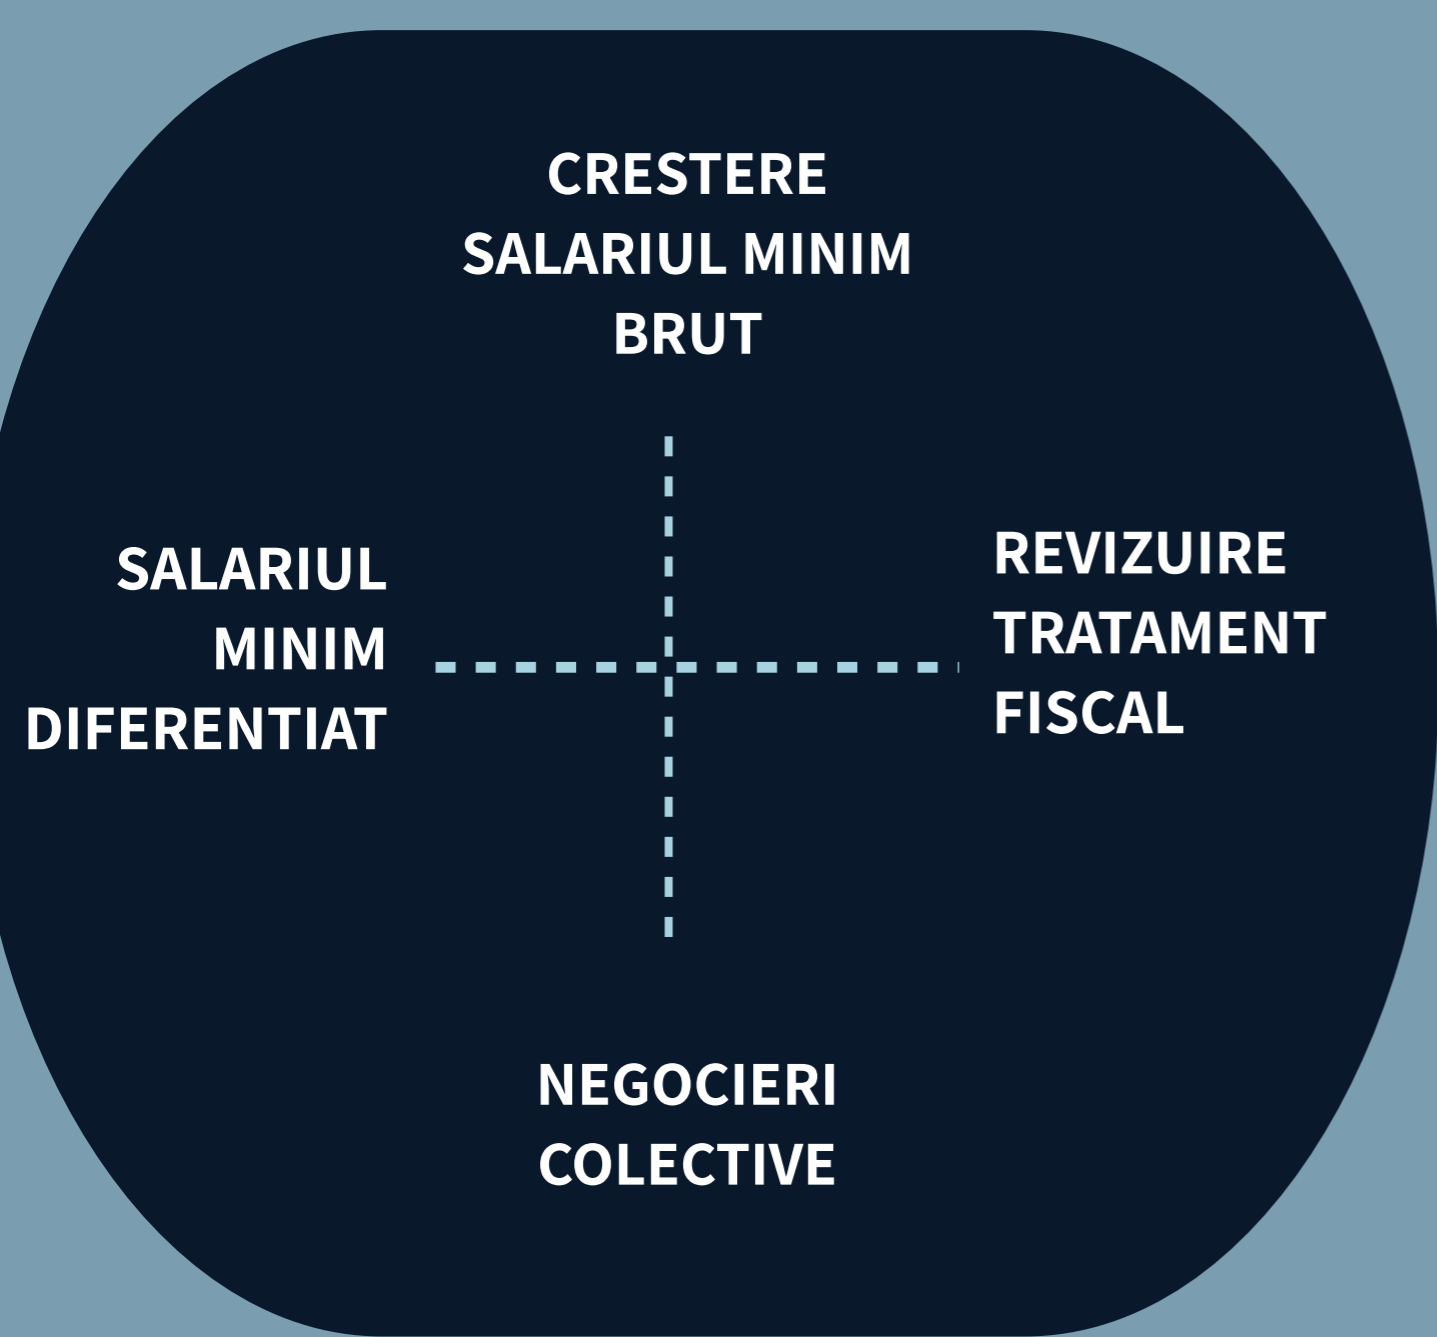 CRESTERE
SALARIUL MINIM
BRUT
SALARIUL
MINIM
DIFERENTIAT
REVIZUIRE
TRATAMENT
FISCAL
NEGOCIERI
COLECTIVE